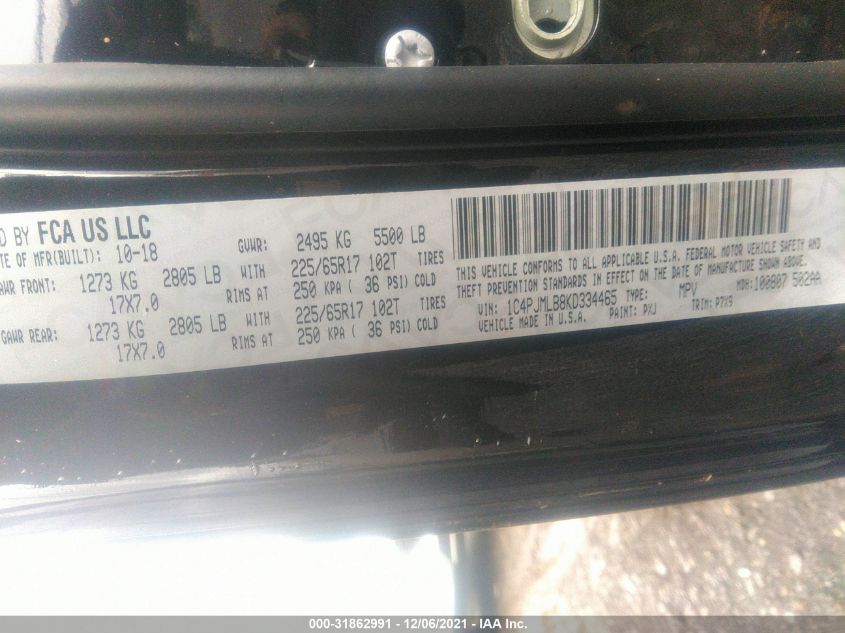 D BY FCA US LLC
TE OF MFR(BUILT): 10-18 GVWR: 2495 KG 5500 LB
AWR FRONT: 1273 KG 2805 LB WITH 225/65R17 102T TIRES
17X7.0 RIMS AT 250 KPA ( 36 PSI) COLD
GAWR REAR: 1273 KG 2805 LB WITH 225/65R17 102T TIRES
17X7.0 RIMS AT 250 KPA ( 36 PSI) COLD
THIS VEHICLE CONFORMS TO ALL APPLICABLE U.S.A. FEDERAL MOTOR VEHICLE SAFETY AND
THEFT PREVENTION STANDARDS IN EFFECT ON THE DATE OF MANUFACTURE SHOWN ABOVE.
VIN: 1C4PJMLB8KD334465 TYPE: MPV MDH: 100807 502AA
VEHICLE MADE IN U.S.A. PAINT: PXJ TRIM: P7X9
000-31862991 - 12/06/2021 - IAA Inc.